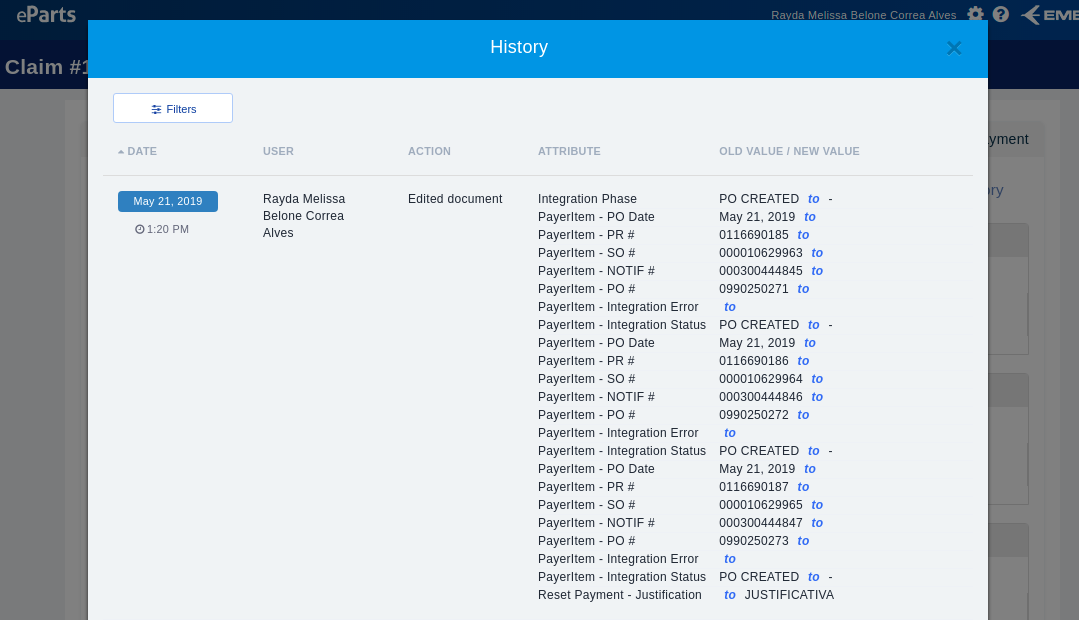 eParts
Rayda Melissa Belone Correa Alves
History
Claim #
Filters
yment
ory
DATE USER ACTION ATTRIBUTE OLD VALUE / NEW VALUE
May 21, 2019 Rayda Melissa Belone Correa Alves Edited document Integration Phase PO CREATED to -
1:20 PM
PayerItem - PO Date May 21, 2019 to
PayerItem - PR # 0116690185 to
PayerItem - SO # 000010629963 to
PayerItem - NOTIF # 000300444845 to
PayerItem - PO # 0990250271 to
PayerItem - Integration Error to
PayerItem - Integration Status PO CREATED to -
PayerItem - PO Date May 21, 2019 to
PayerItem - PR # 0116690186 to
PayerItem - SO # 000010629964 to
PayerItem - NOTIF # 000300444846 to
PayerItem - PO # 0990250272 to
PayerItem - Integration Error to
PayerItem - Integration Status PO CREATED to -
PayerItem - PO Date May 21, 2019 to
PayerItem - PR # 0116690187 to
PayerItem - SO # 000010629965 to
PayerItem - NOTIF # 000300444847 to
PayerItem - PO # 0990250273 to
PayerItem - Integration Error to
PayerItem - Integration Status PO CREATED to -
Reset Payment - Justification to JUSTIFICATIVA